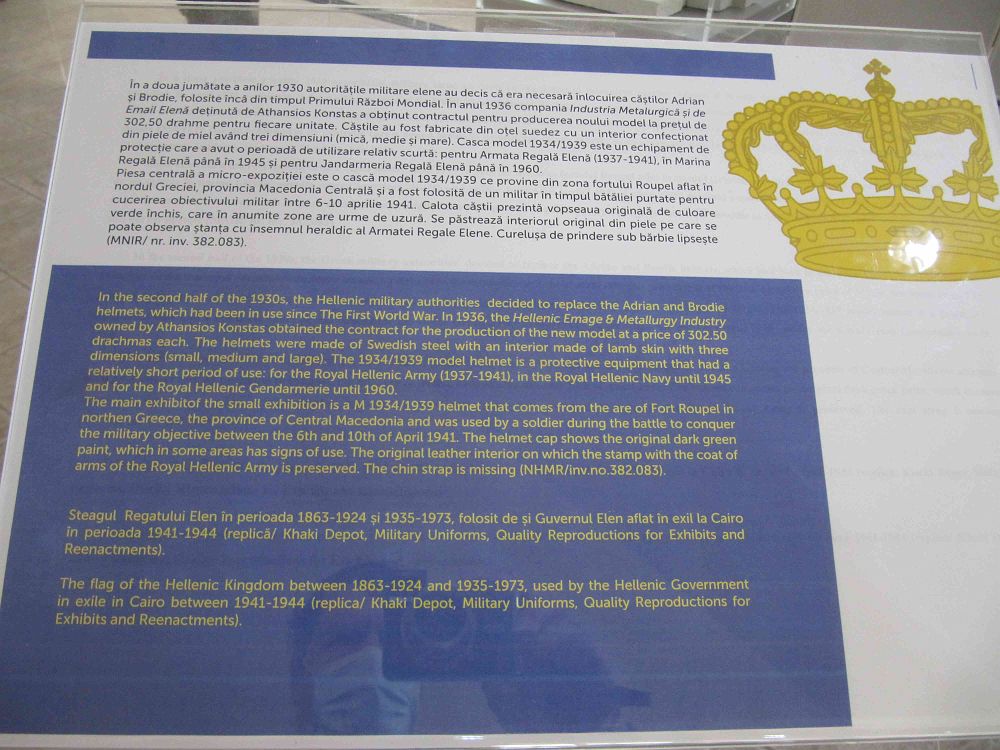 În a doua jumătate a anilor 1930 autoritățile militare elene au decis că era necesară înlocuirea căștilor Adrian
și Brodie, folosite încă din timpul Primului Război Mondial. În anul 1936 compania Industria Metalurgică și de
Email Elenă deținută de Athansios Konstas a obținut contractul pentru producerea noului model la prețul de
302,50 drahme pentru fiecare unitate. Căștile au fost fabricate din oțel suedez cu un interior confecționat
din piele de miel având trei dimensiuni (mică, medie și mare). Casca model 1934/1939 este un echipament de
protecție care a avut o perioadă de utilizare relativ scurtă: pentru Armata Regală Elenă (1937-1941), în Marina
Regală Elenă până în 1945 și pentru Jandarmeria Regală Elenă până în 1960.
Piesa centrală a micro-expoziției este o cască model 1934/1939 ce provine din zona fortului Roupel aflat în
nordul Greciei, provincia Macedonia Centrală și a fost folosită de un militar în timpul bătăliei purtate pentru
cucerirea obiectivului militar între 6-10 aprilie 1941. Calota căștii prezintă vopseaua originală de culoare
verde închis, care în anumite zone are urme de uzură. Se păstrează interiorul original din piele pe care se
poate observa ștanța cu însemnul heraldic al Armatei Regale Elene. Curelușa de prindere sub bărbie lipsește
(MNIR/ nr. inv. 382.083).
In the second half of the 1930s, the Hellenic military authorities decided to replace the Adrian and Brodie
helmets, which had been in use since The First World War. In 1936, the Hellenic Emage & Metallurgy Industry
owned by Athansios Konstas obtained the contract for the production of the new model at a price of 302.50
drachmas each. The helmets were made of Swedish steel with an interior made of lamb skin with three
dimensions (small, medium and large). The 1934/1939 model helmet is a protective equipment that had a
relatively short period of use: for the Royal Hellenic Army (1937-1941), in the Royal Hellenic Navy until 1945
and for the Royal Hellenic Gendarmerie until 1960.
The main exhibitof the small exhibition is a M 1934/1939 helmet that comes from the are of Fort Roupel in
northen Greece, the province of Central Macedonia and was used by a soldier during the battle to conquer
the military objective between the 6th and 10th of April 1941. The helmet cap shows the original dark green
paint, which in some areas has signs of use. The original leather interior on which the stamp with the coat of
arms of the Royal Hellenic Army is preserved. The chin strap is missing (NHMR/inv.no.382.083).
Steagul Regatului Elen în perioada 1863-1924 și 1935-1973, folosit de și Guvernul Elen aflat în exil la Cairo
în perioada 1941-1944 (replică/ Khaki Depot, Military Uniforms, Quality Reproductions for Exhibits and
Reenactments).
The flag of the Hellenic Kingdom between 1863-1924 and 1935-1973, used by the Hellenic Government
in exile in Cairo between 1941-1944 (replica/ Khaki Depot, Military Uniforms, Quality Reproductions for
Exhibits and Reenactments).